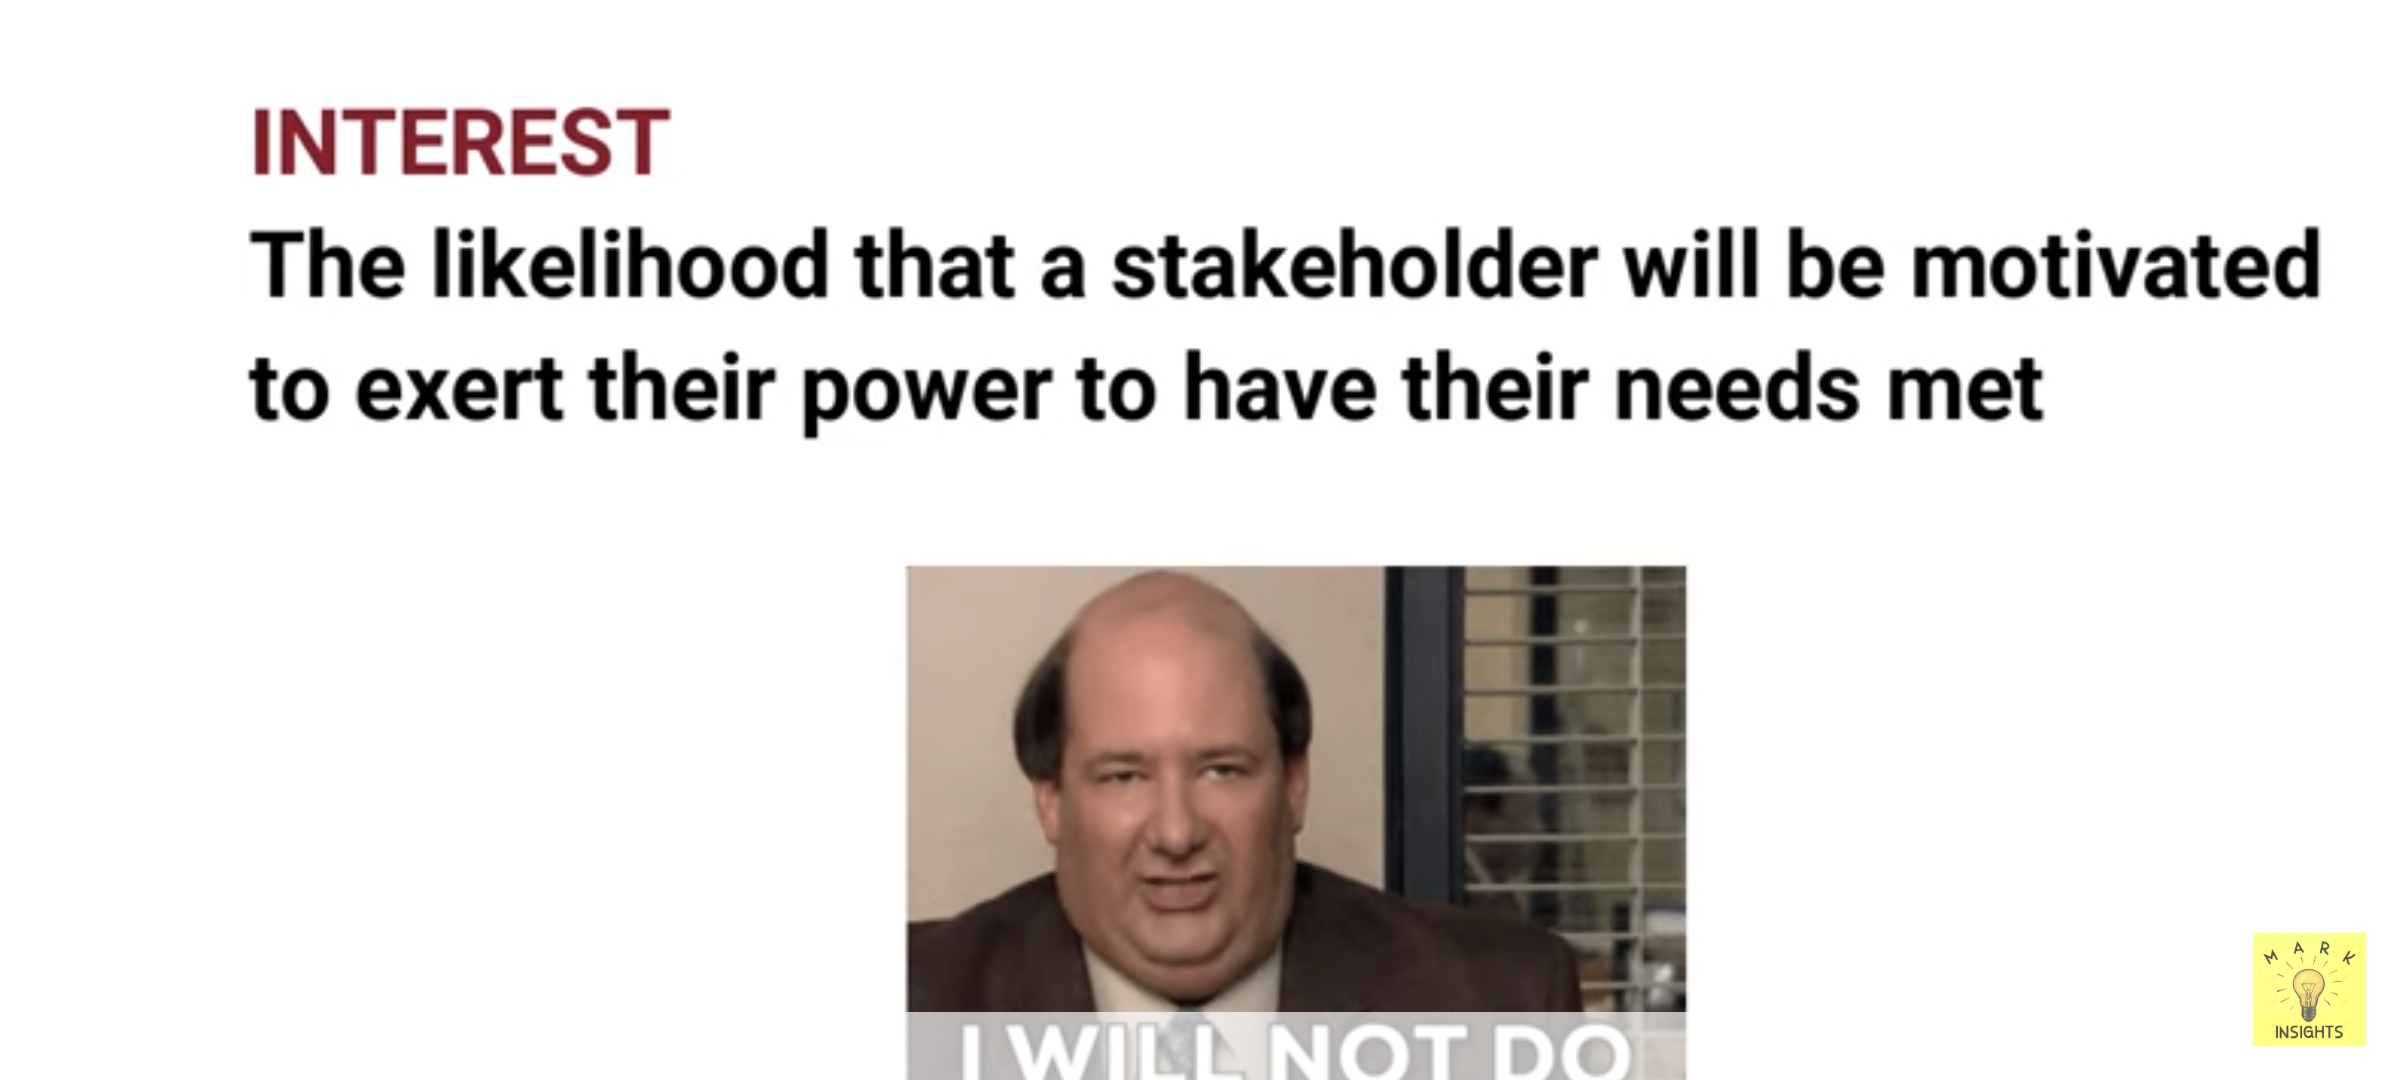 INTEREST
The likelihood that a stakeholder will be motivated
to exert their power to have their needs met
I WILL NOT DO
MARK
INSIGHTS